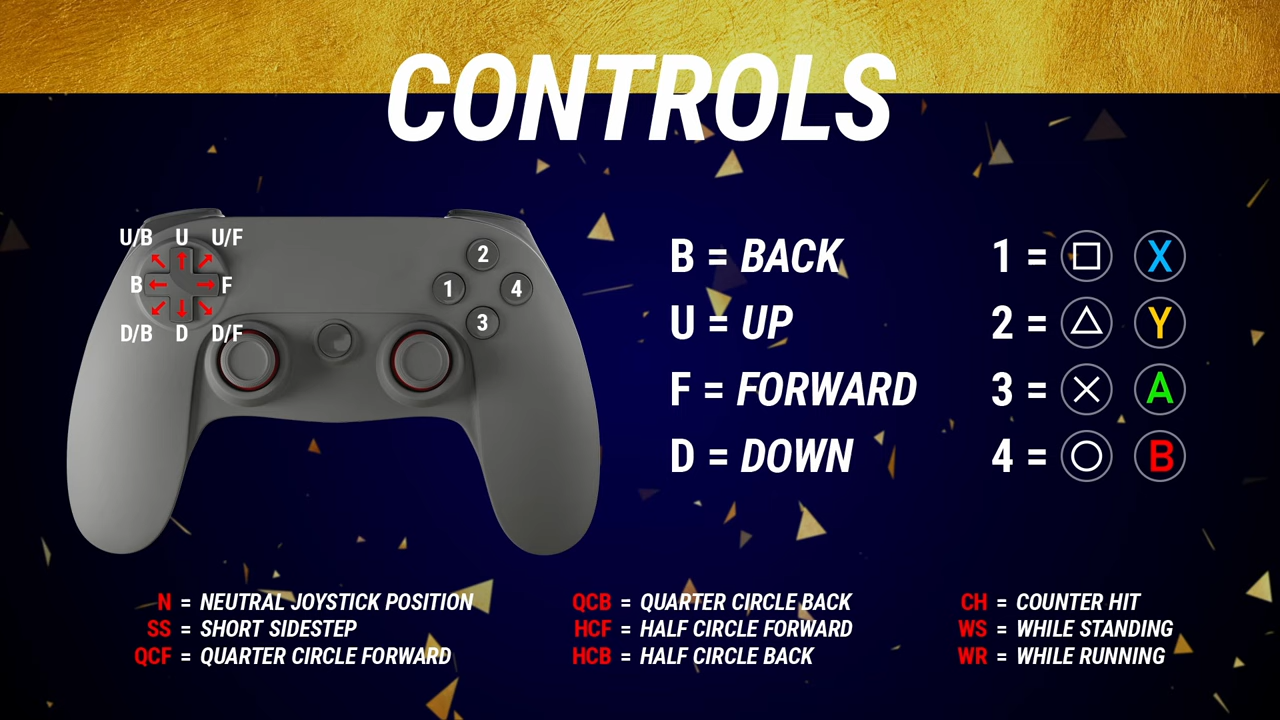 CONTROLS
U/B U U/F
B F
D/B D D/F
2
1 4
3
B = BACK
U = UP
F = FORWARD
D = DOWN
1 = □ X
2 = △ Y
3 = ✕ A
4 = ○ B
N = NEUTRAL JOYSTICK POSITION
SS = SHORT SIDESTEP
QCF = QUARTER CIRCLE FORWARD
QCB = QUARTER CIRCLE BACK
HCF = HALF CIRCLE FORWARD
HCB = HALF CIRCLE BACK
CH = COUNTER HIT
WS = WHILE STANDING
WR = WHILE RUNNING